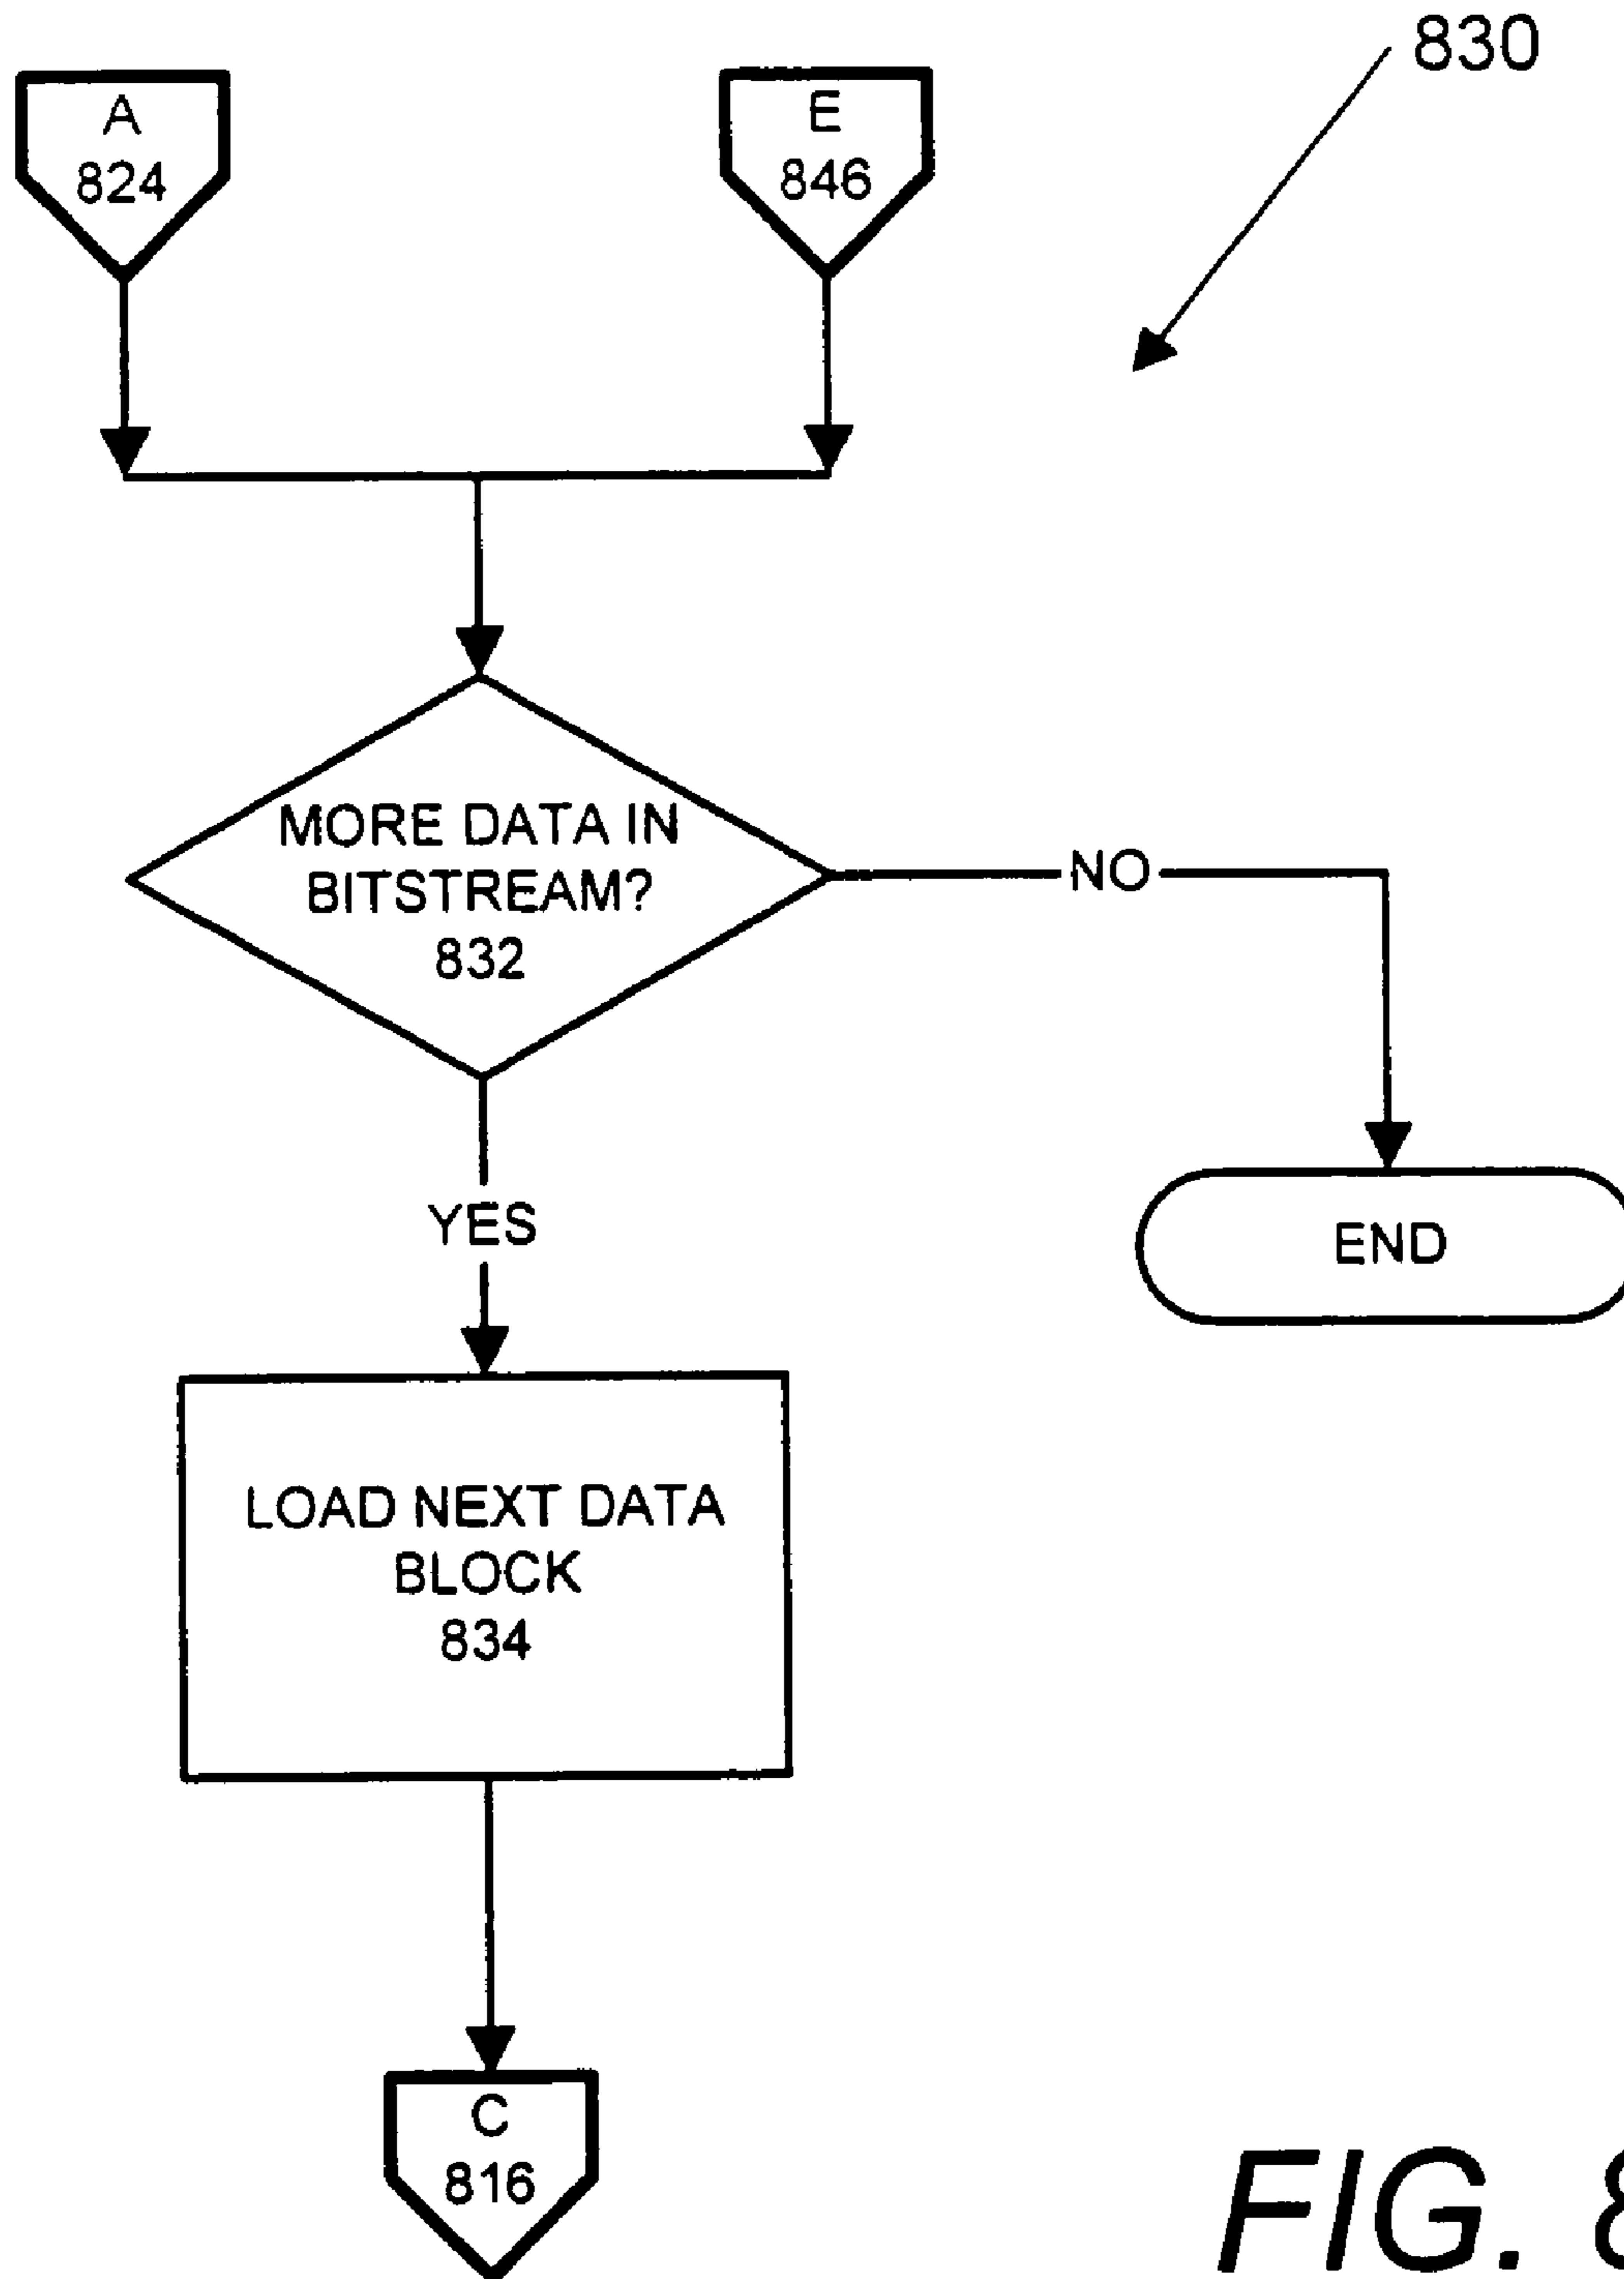 830
A
824
E
846
MORE DATA IN
BITSTREAM?
832
NO
YES
END
LOAD NEXT DATA
BLOCK
834
C
816
FIG.